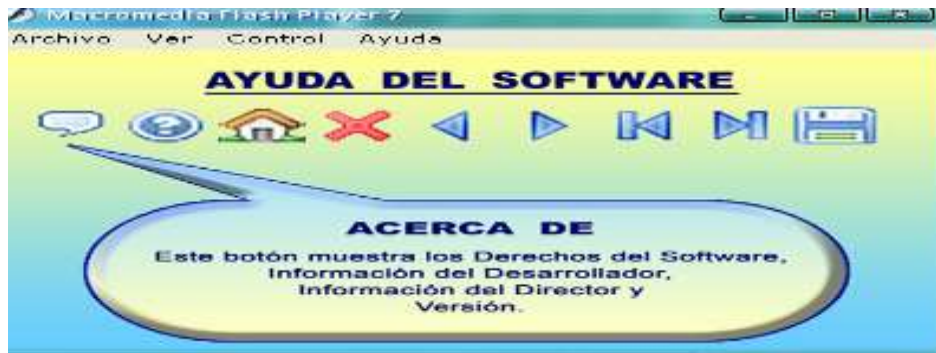 Macromedia Flash Player 7
Archivo Ver Control Ayuda
AYUDA DEL SOFTWARE
ACERCA DE
Este botón muestra los Derechos del Software,
Información del Desarrollador,
Información del Director y
Versión.